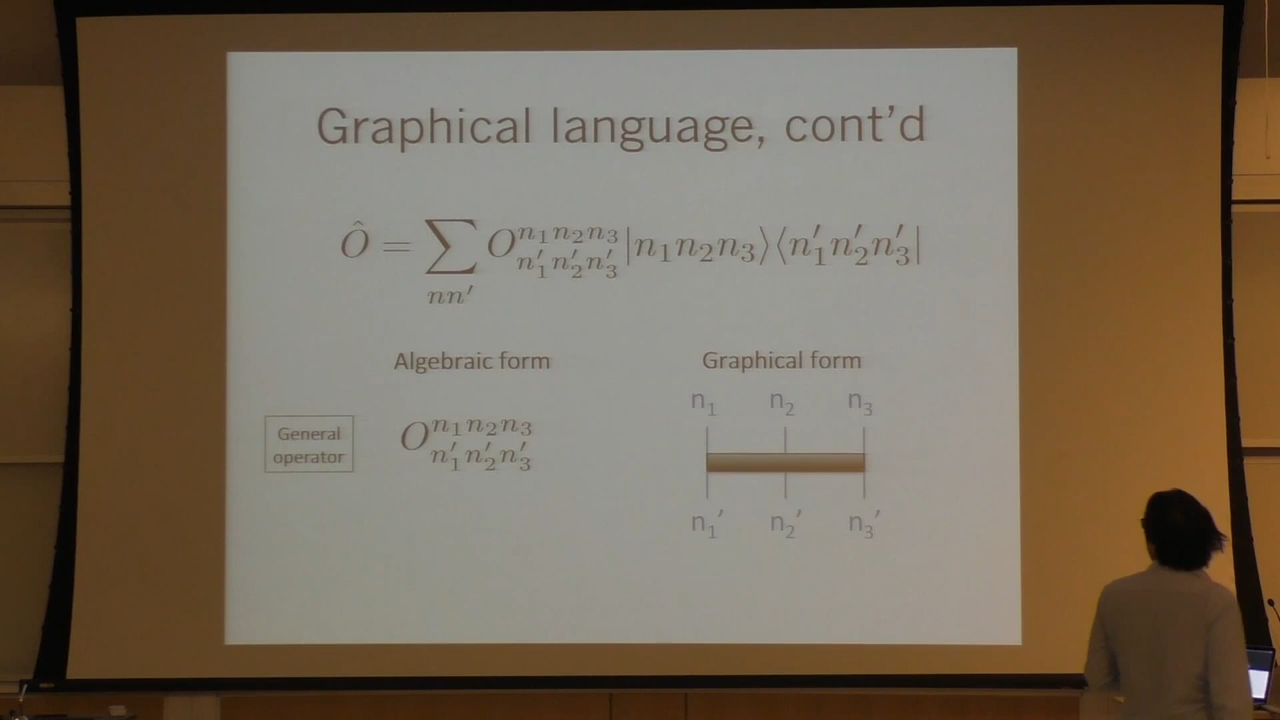 Graphical language, cont'd
Ô = ∑_{nn′} O^{n₁n₂n₃}_{n′₁n′₂n′₃} |n₁n₂n₃⟩⟨n′₁n′₂n′₃|
Algebraic form
Graphical form
n₁ n₂ n₃
General
operator
O^{n₁n₂n₃}_{n′₁n′₂n′₃}
n₁′ n₂′ n₃′